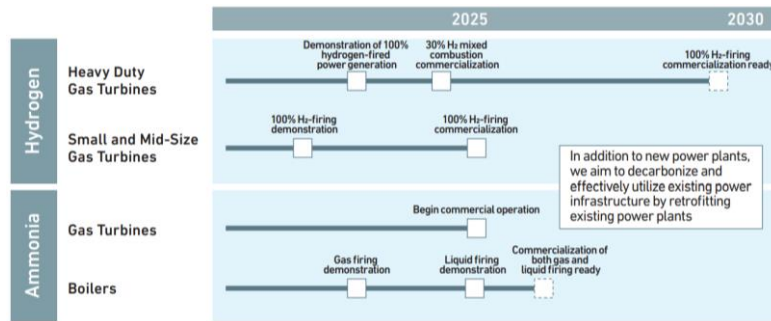 2025
2030
Hydrogen
Heavy Duty
Gas Turbines
Demonstration of 100%
hydrogen-fired
power generation
30% H₂ mixed
combustion
commercialization
100% H₂-firing
commercialization ready
Small and Mid-Size
Gas Turbines
100% H₂-firing
demonstration
100% H₂-firing
commercialization
In addition to new power plants,
we aim to decarbonize and
effectively utilize existing power
infrastructure by retrofitting
existing power plants
Ammonia
Gas Turbines
Begin commercial operation
Boilers
Gas firing
demonstration
Liquid firing
demonstration
Commercialization of
both gas and
liquid firing ready